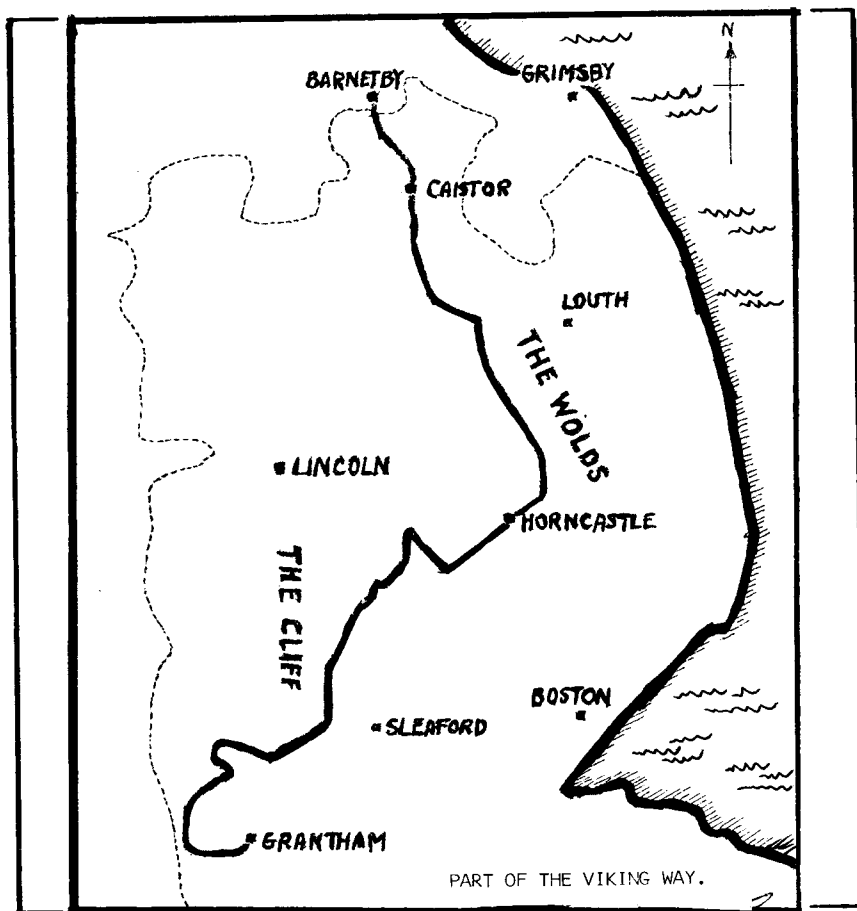 N
BARNETBY
GRIMSBY
CAISTOR
LOUTH
THE WOLDS
LINCOLN
HORNCASTLE
THE CLIFF
BOSTON
SLEAFORD
GRANTHAM
PART OF THE VIKING WAY.